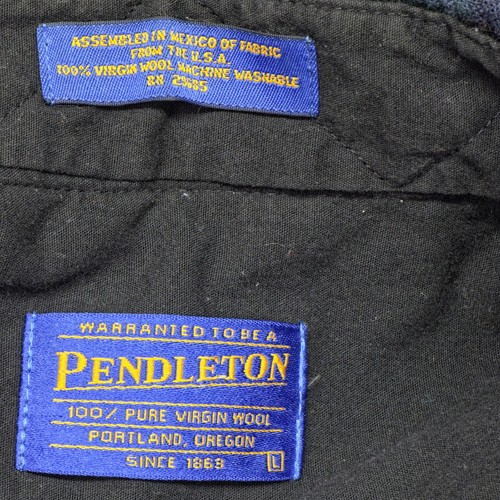 ASSEMBLED IN MEXICO OF FABRIC
FROM THE U.S.A.
100% VIRGIN WOOL MACHINE WASHABLE
RN 29685
WARRANTED TO BE A
PENDLETON
100% PURE VIRGIN WOOL
PORTLAND, OREGON
SINCE 1863
L